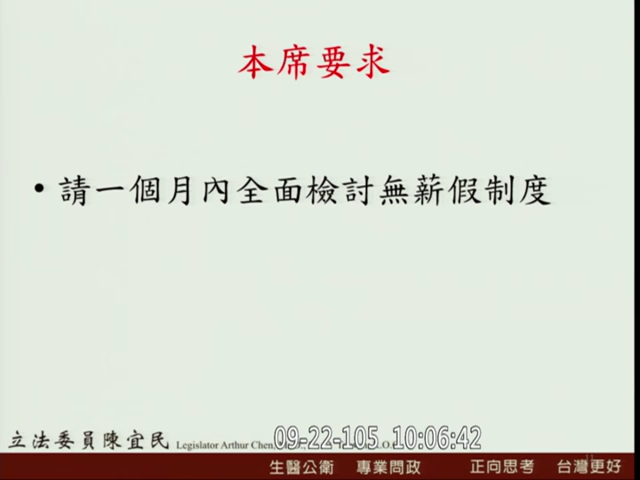 本席要求
• 請一個月內全面檢討無薪假制度
立法委員陳宜民 Legislator Arthur Chen,
09-22-105 10:06:42
生醫公衛 專業問政 正向思考 台灣更好